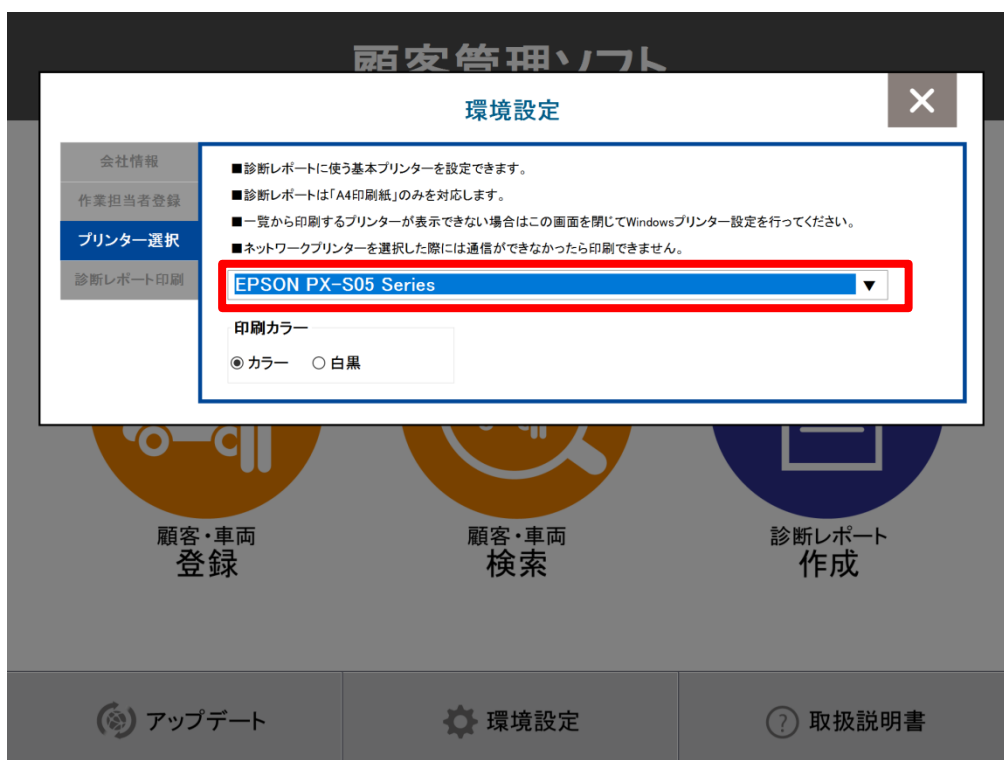 顧客管理ソフト
環境設定
会社情報
作業担当者登録
プリンター選択
診断レポート印刷
■診断レポートに使う基本プリンターを設定できます。
■診断レポートは「A4印刷紙」のみを対応します。
■一覧から印刷するプリンターが表示できない場合はこの画面を閉じてWindowsプリンター設定を行ってください。
■ネットワークプリンターを選択した際には通信ができなかったら印刷できません。
EPSON PX-S05 Series
印刷カラー
カラー 白黒
顧客・車両
登録
顧客・車両
検索
診断レポート
作成
アップデート
環境設定
取扱説明書